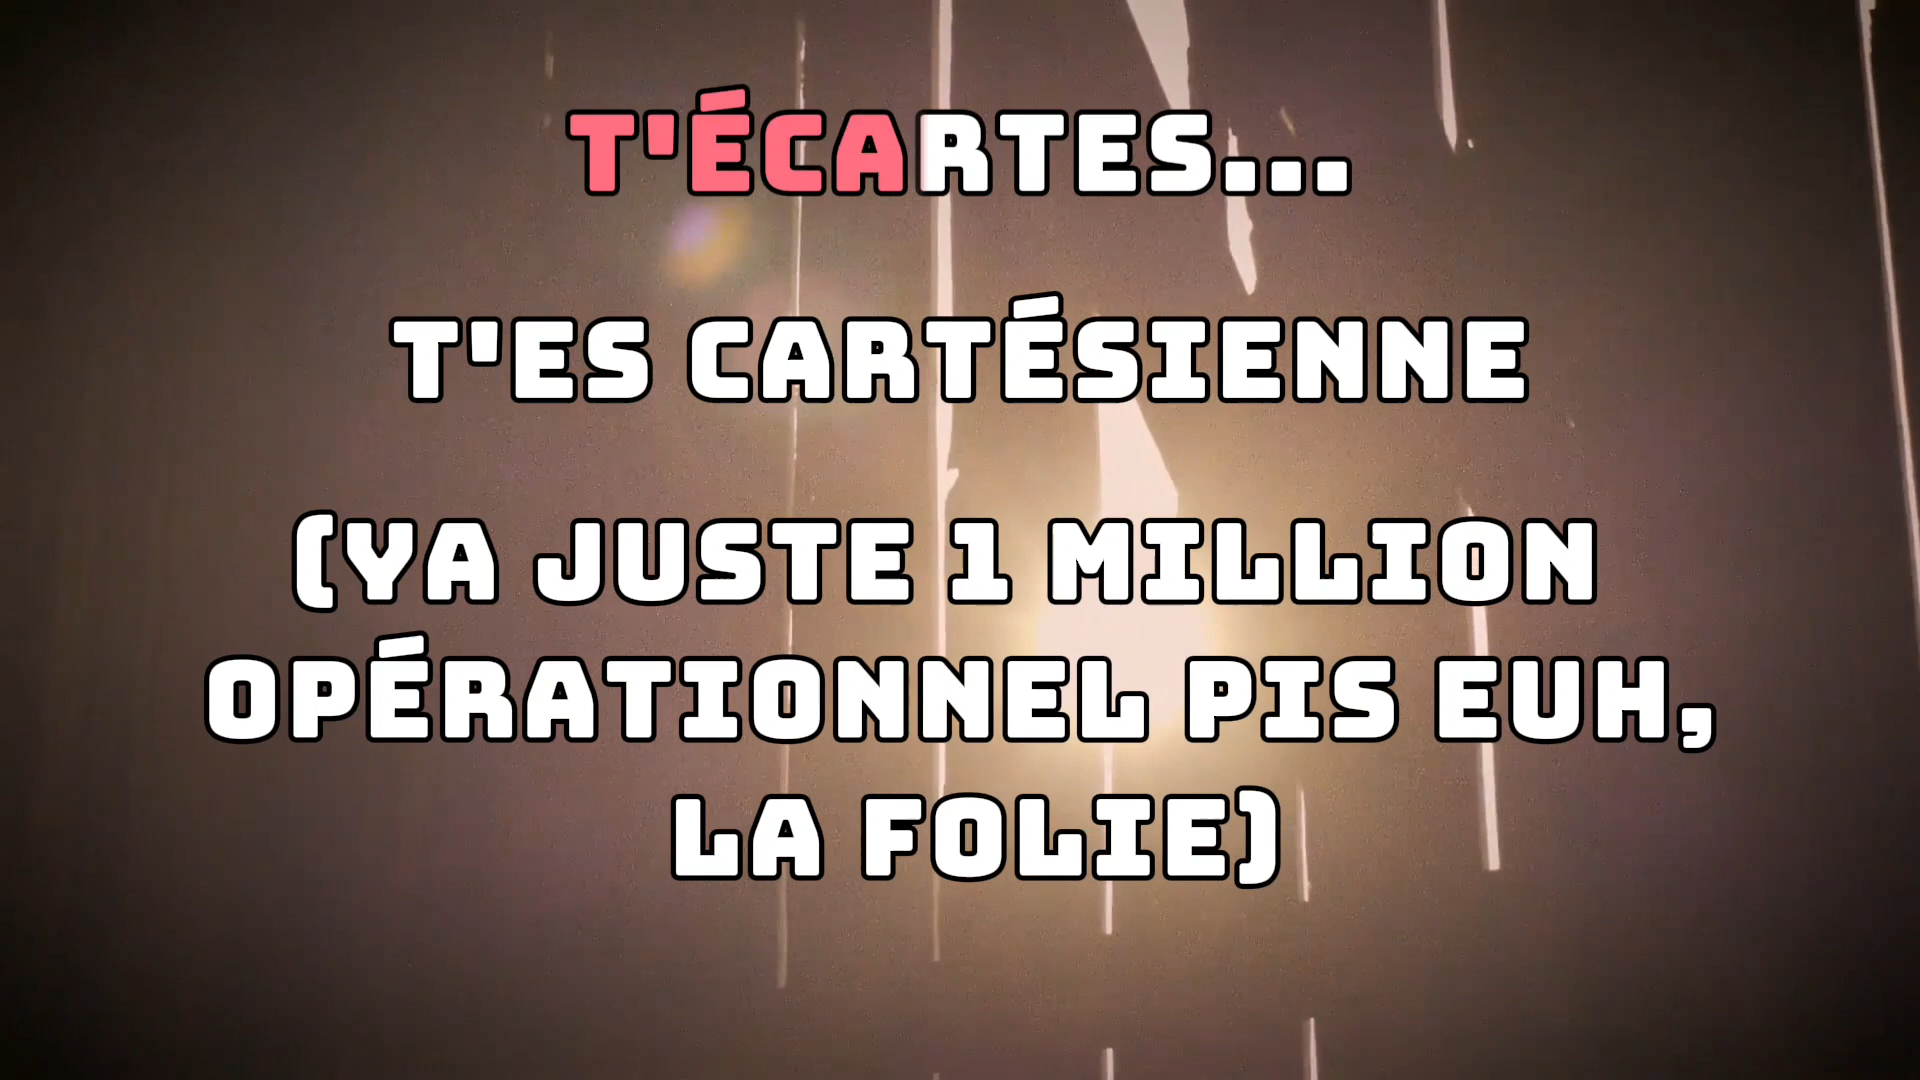 T'ÉCARTES...
T'ES CARTÉSIENNE
(YA JUSTE 1 MILLION
OPÉRATIONNEL PIS EUH,
LA FOLIE)